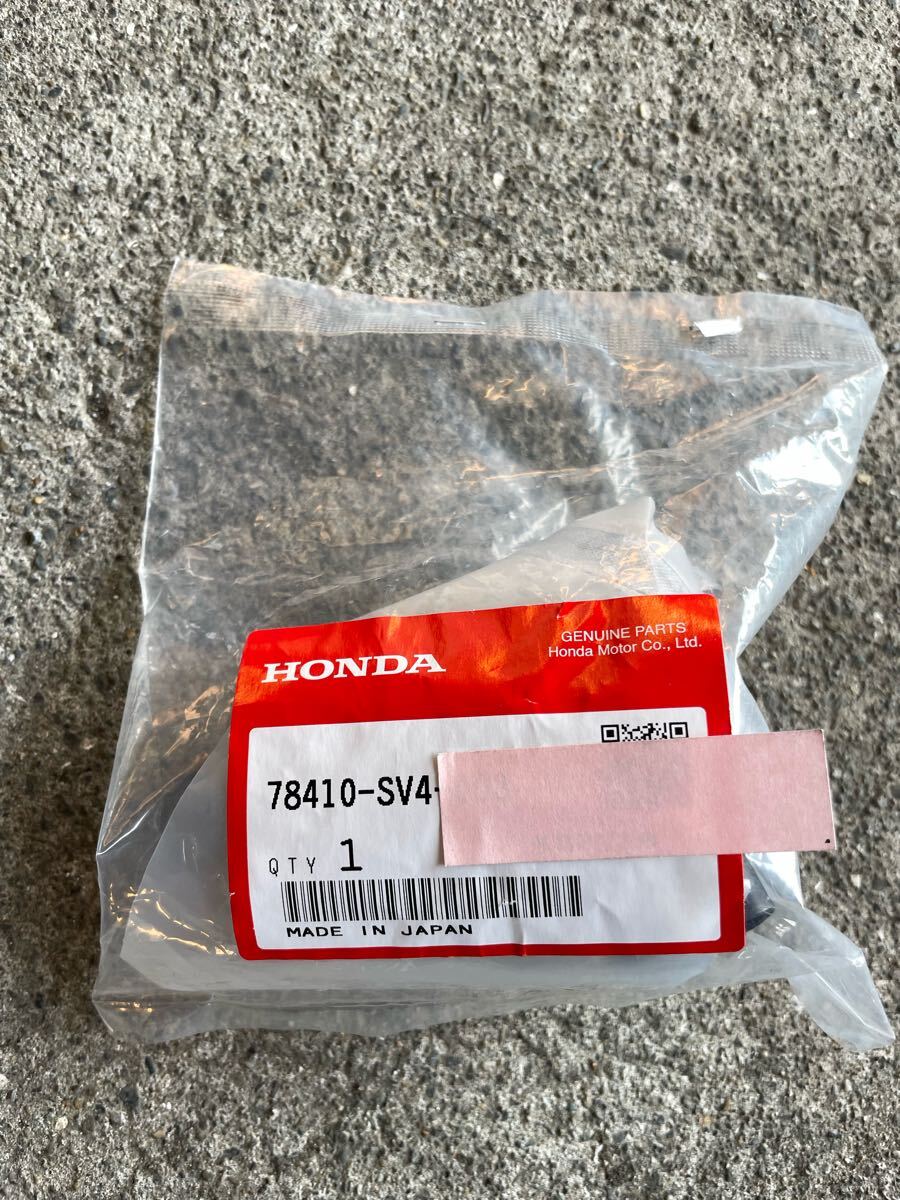 GENUINE PARTS
Honda Motor Co., Ltd.
HONDA
78410-SV4-
QTY 1
MADE IN JAPAN